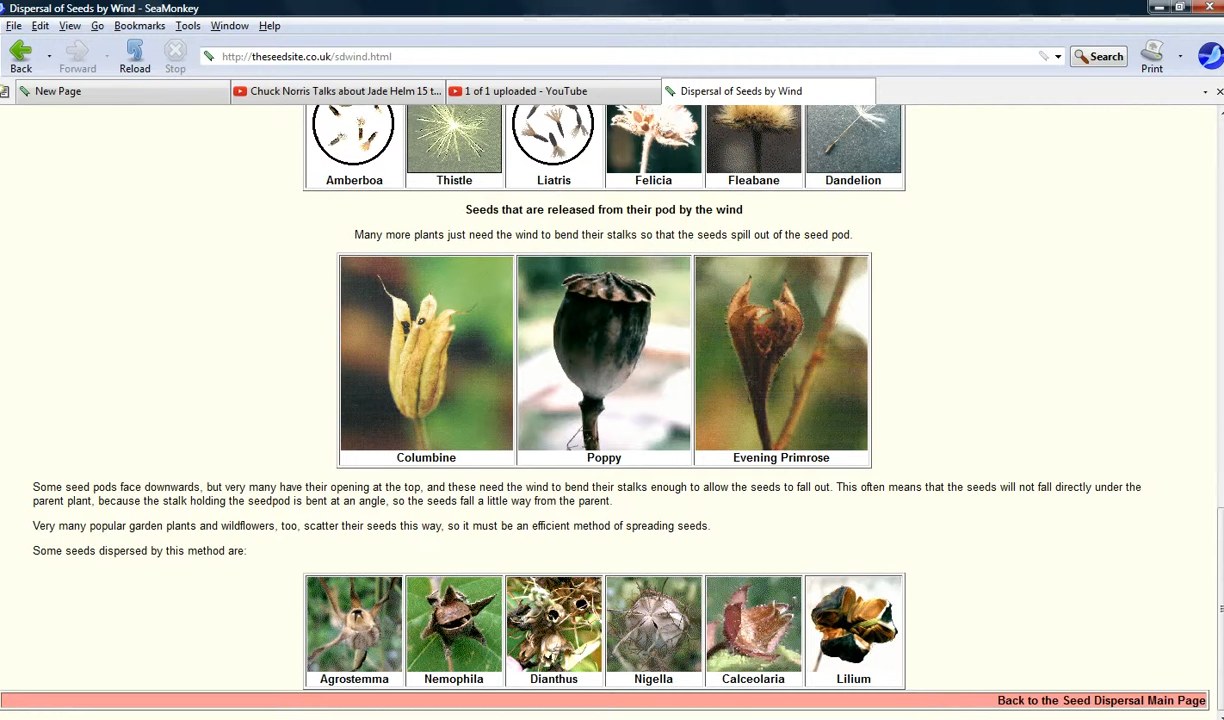 Dispersal of Seeds by Wind - SeaMonkey
File Edit View Go Bookmarks Tools Window Help
Back Forward Reload Stop http://theseedsite.co.uk/sdwind.html Search Print
New Page Chuck Norris Talks about Jade Helm 15 t... 1 of 1 uploaded - YouTube Dispersal of Seeds by Wind
Amberboa Thistle Liatris Felicia Fleabane Dandelion
Seeds that are released from their pod by the wind
Many more plants just need the wind to bend their stalks so that the seeds spill out of the seed pod.
Columbine Poppy Evening Primrose
Some seed pods face downwards, but very many have their opening at the top, and these need the wind to bend their stalks enough to allow the seeds to fall out. This often means that the seeds will not fall directly under the
parent plant, because the stalk holding the seedpod is bent at an angle, so the seeds fall a little way from the parent.
Very many popular garden plants and wildflowers, too, scatter their seeds this way, so it must be an efficient method of spreading seeds.
Some seeds dispersed by this method are:
Agrostemma Nemophila Dianthus Nigella Calceolaria Lilium
Back to the Seed Dispersal Main Page